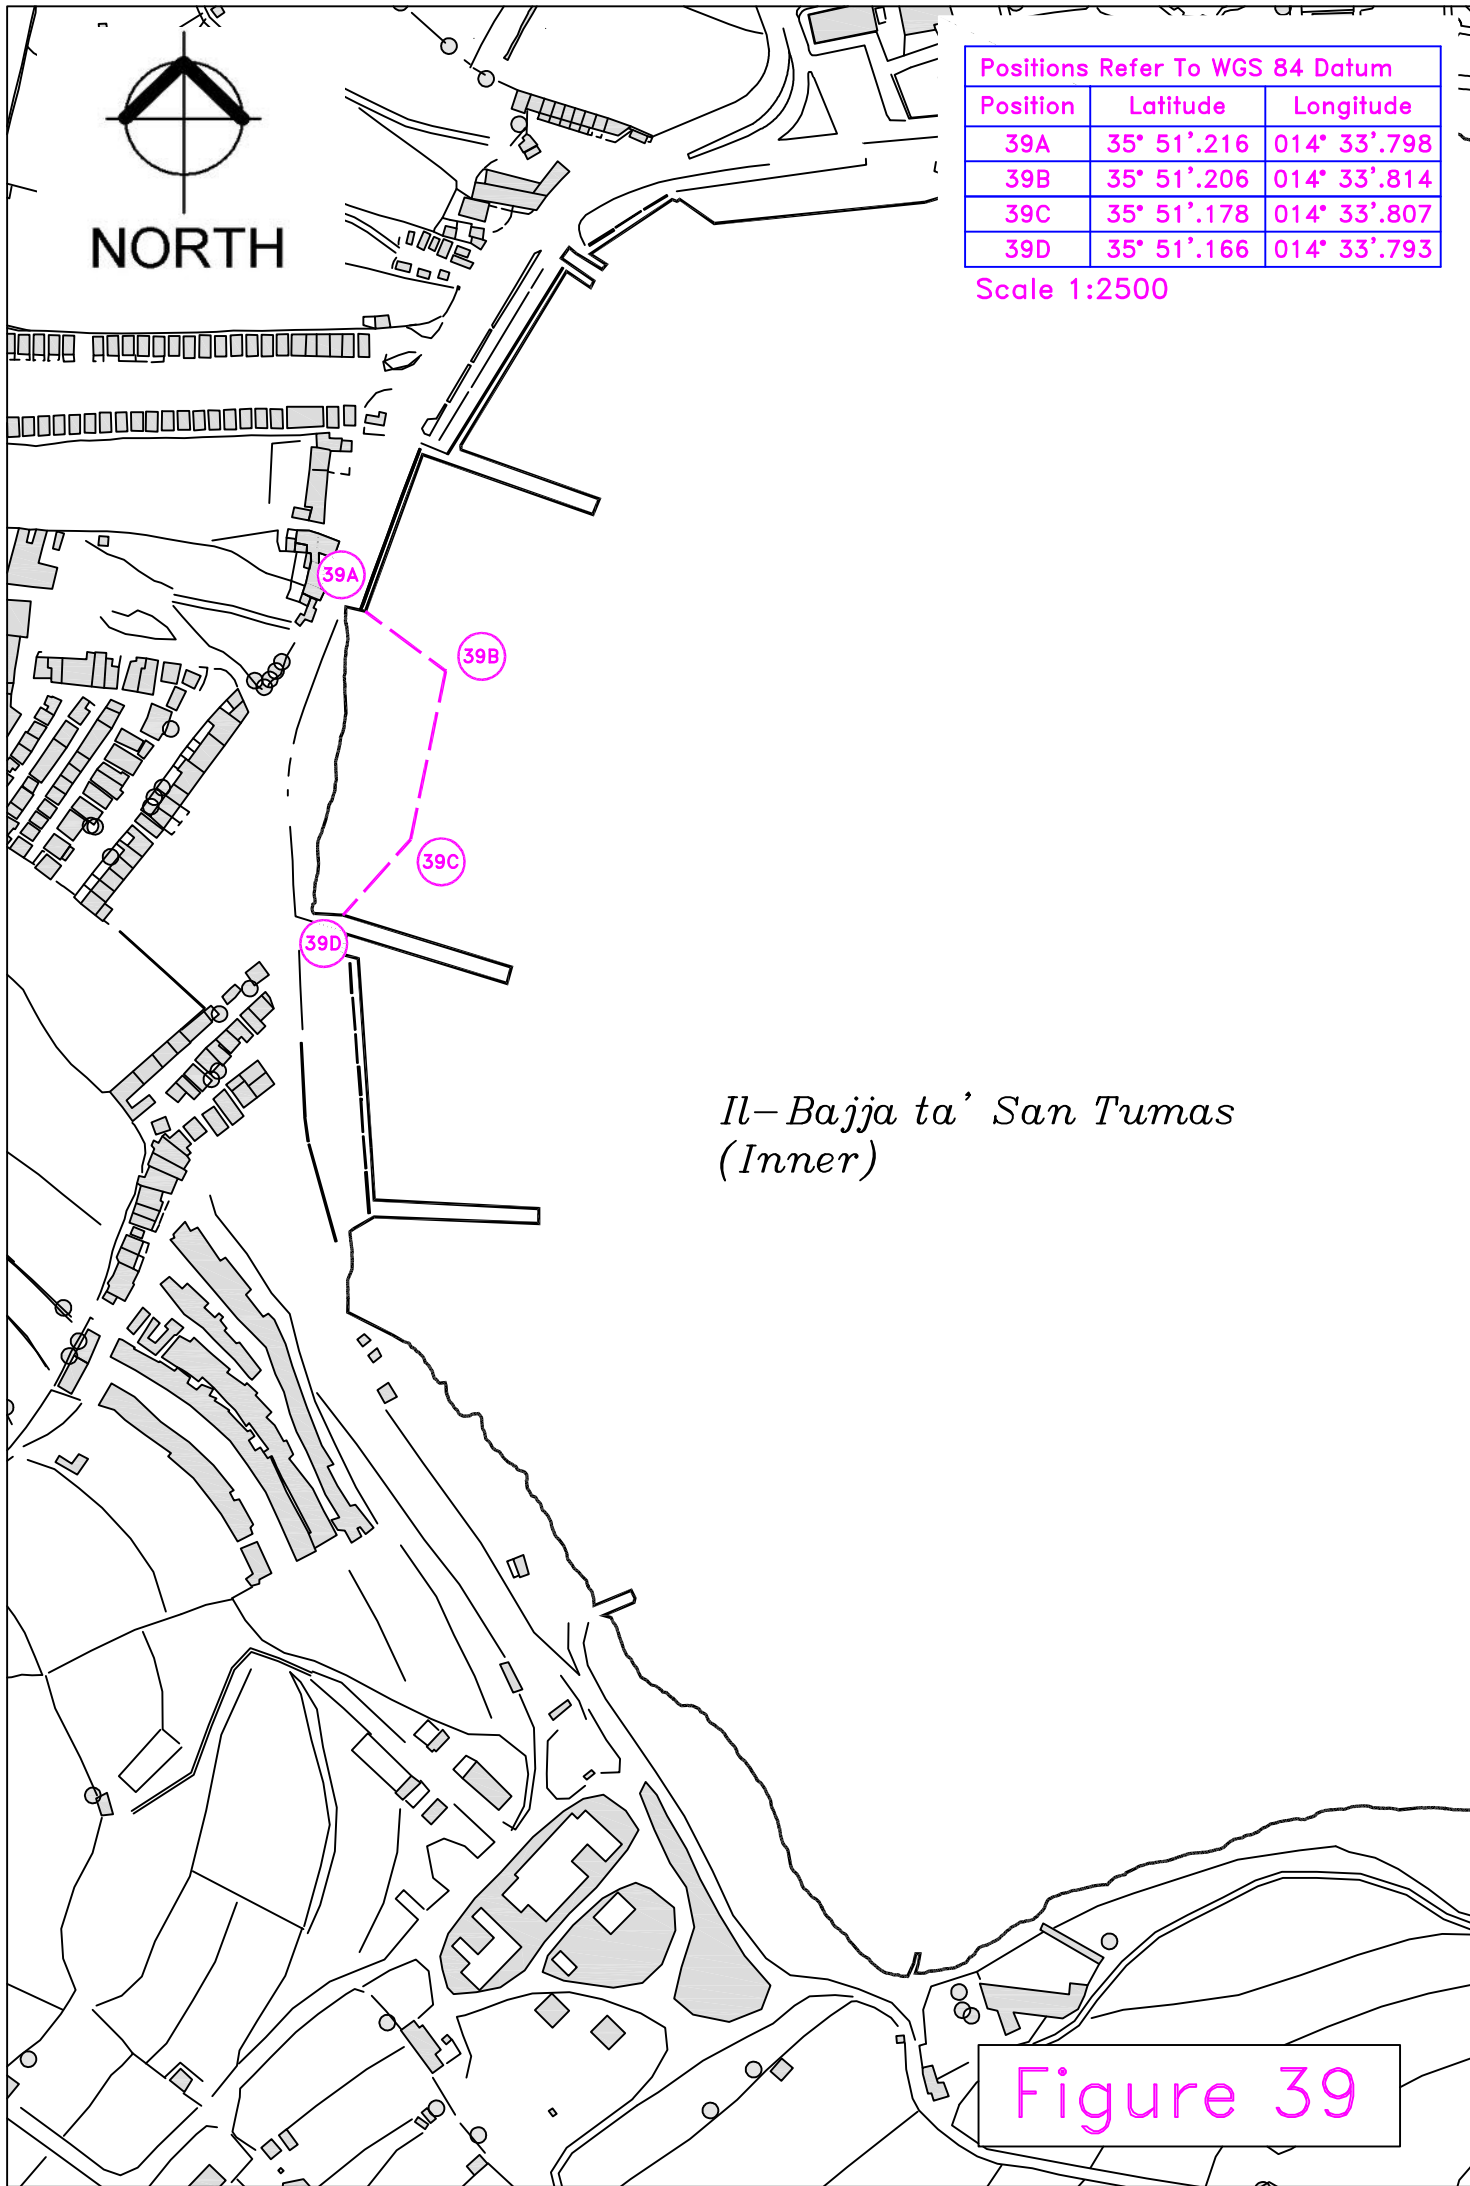 NORTH
Positions Refer To WGS 84 Datum
Position Latitude Longitude
39A 35° 51'.216 014° 33'.798
39B 35° 51'.206 014° 33'.814
39C 35° 51'.178 014° 33'.807
39D 35° 51'.166 014° 33'.793
Scale 1:2500
39A
39B
39C
39D
Il-Bajja ta' San Tumas
(Inner)
Figure 39